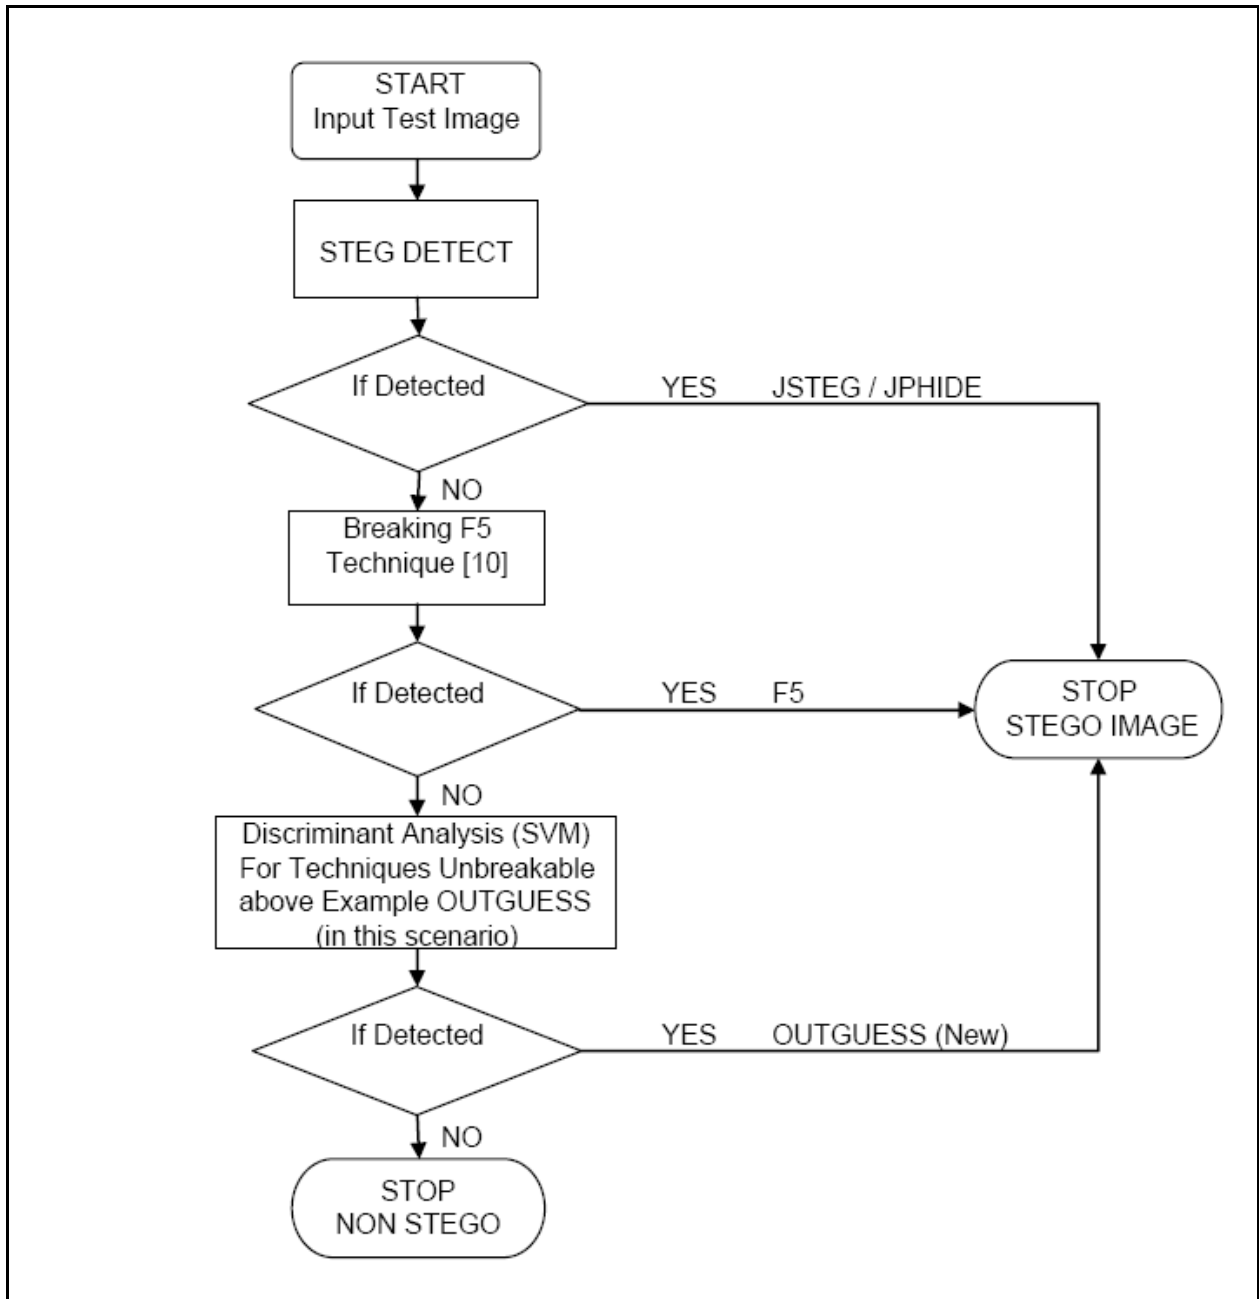 START
Input Test Image
STEG DETECT
If Detected
YES JSTEG / JPHIDE
NO
Breaking F5
Technique [10]
If Detected
YES F5
STOP
STEGO IMAGE
NO
Discriminant Analysis (SVM)
For Techniques Unbreakable
above Example OUTGUESS
(in this scenario)
If Detected
YES OUTGUESS (New)
NO
STOP
NON STEGO